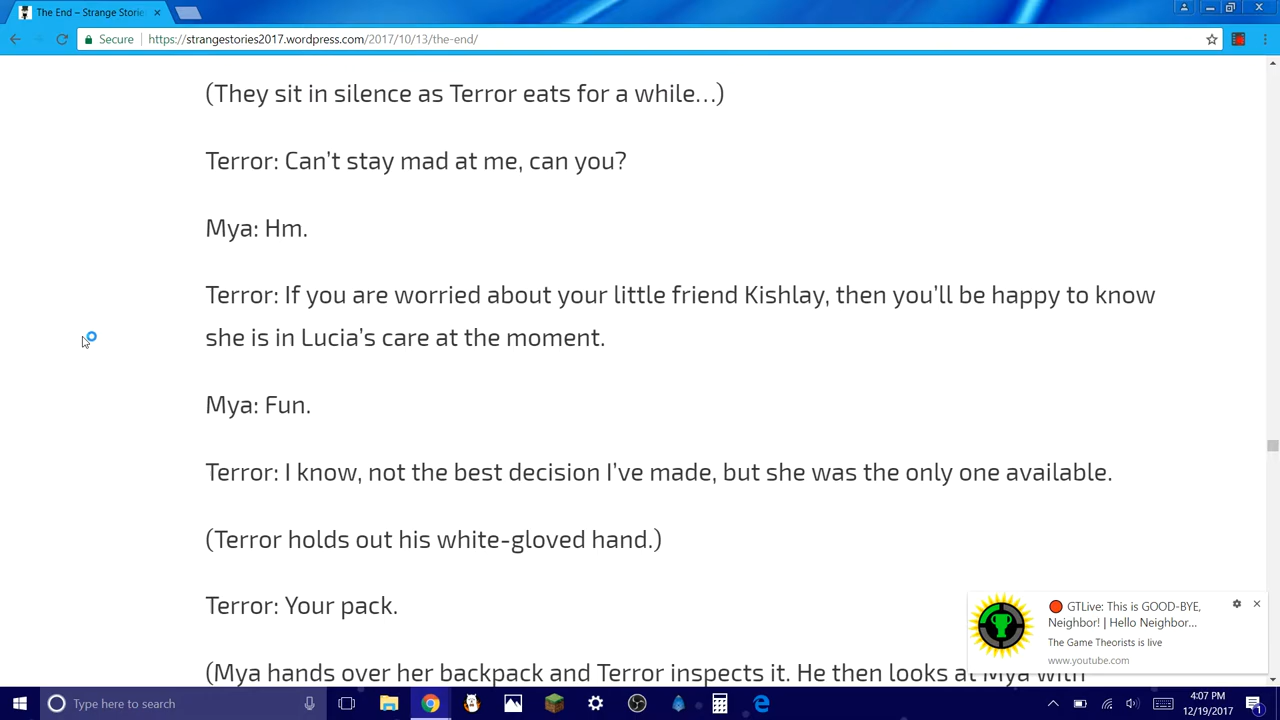 The End – Strange Storie
Secure
https://strangestories2017.wordpress.com/2017/10/13/the-end/
(They sit in silence as Terror eats for a while…)
Terror: Can’t stay mad at me, can you?
Mya: Hm.
Terror: If you are worried about your little friend Kishlay, then you’ll be happy to know
she is in Lucia’s care at the moment.
Mya: Fun.
Terror: I know, not the best decision I’ve made, but she was the only one available.
(Terror holds out his white-gloved hand.)
Terror: Your pack.
(Mya hands over her backpack and Terror inspects it. He then looks at Mya with
GTLive: This is GOOD-BYE,
Neighbor! | Hello Neighbor...
The Game Theorists is live
www.youtube.com
Type here to search
4:07 PM
12/19/2017
1